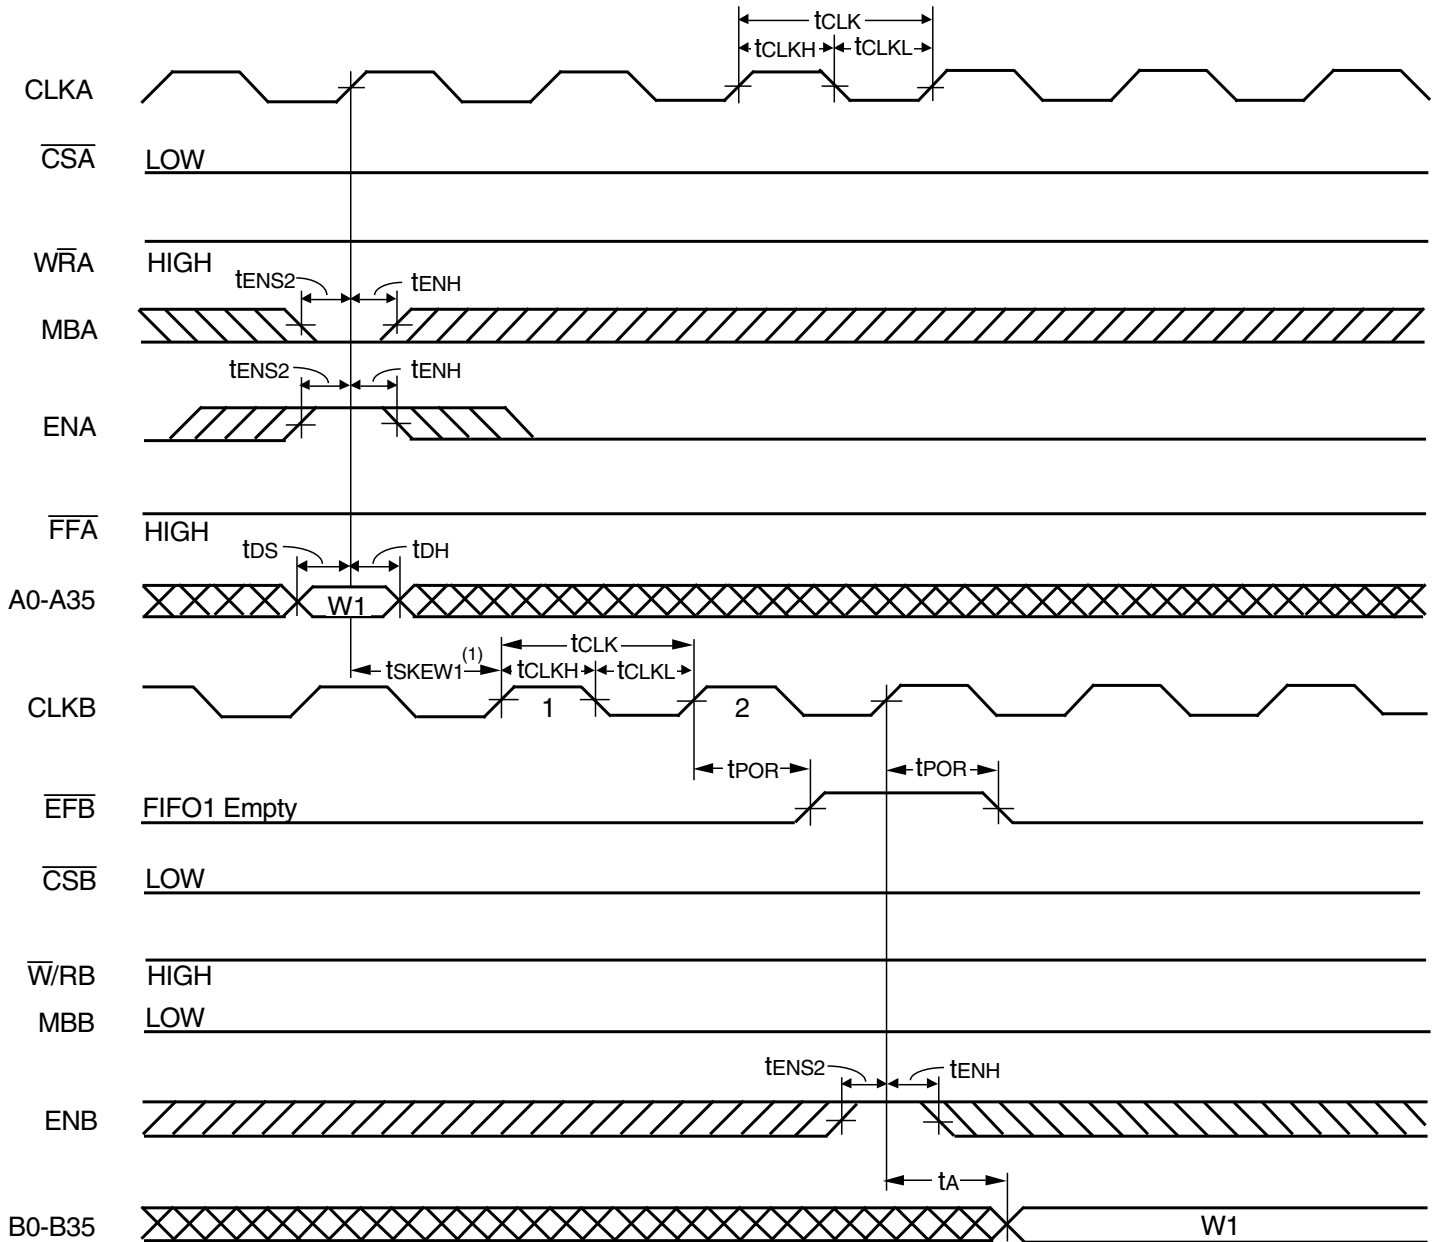 tCLK
tCLKH tCLKL
CLKA
CSA LOW
WRA HIGH
tENS2 tENH
MBA
tENS2 tENH
ENA
FFA HIGH
tDS tDH
A0-A35 W1
tCLK
tSKEW1(1) tCLKH tCLKL
CLKB 1 2
tPOR tPOR
EFB FIFO1 Empty
CSB LOW
W/RB HIGH
MBB LOW
tENS2 tENH
ENB
tA
B0-B35 W1